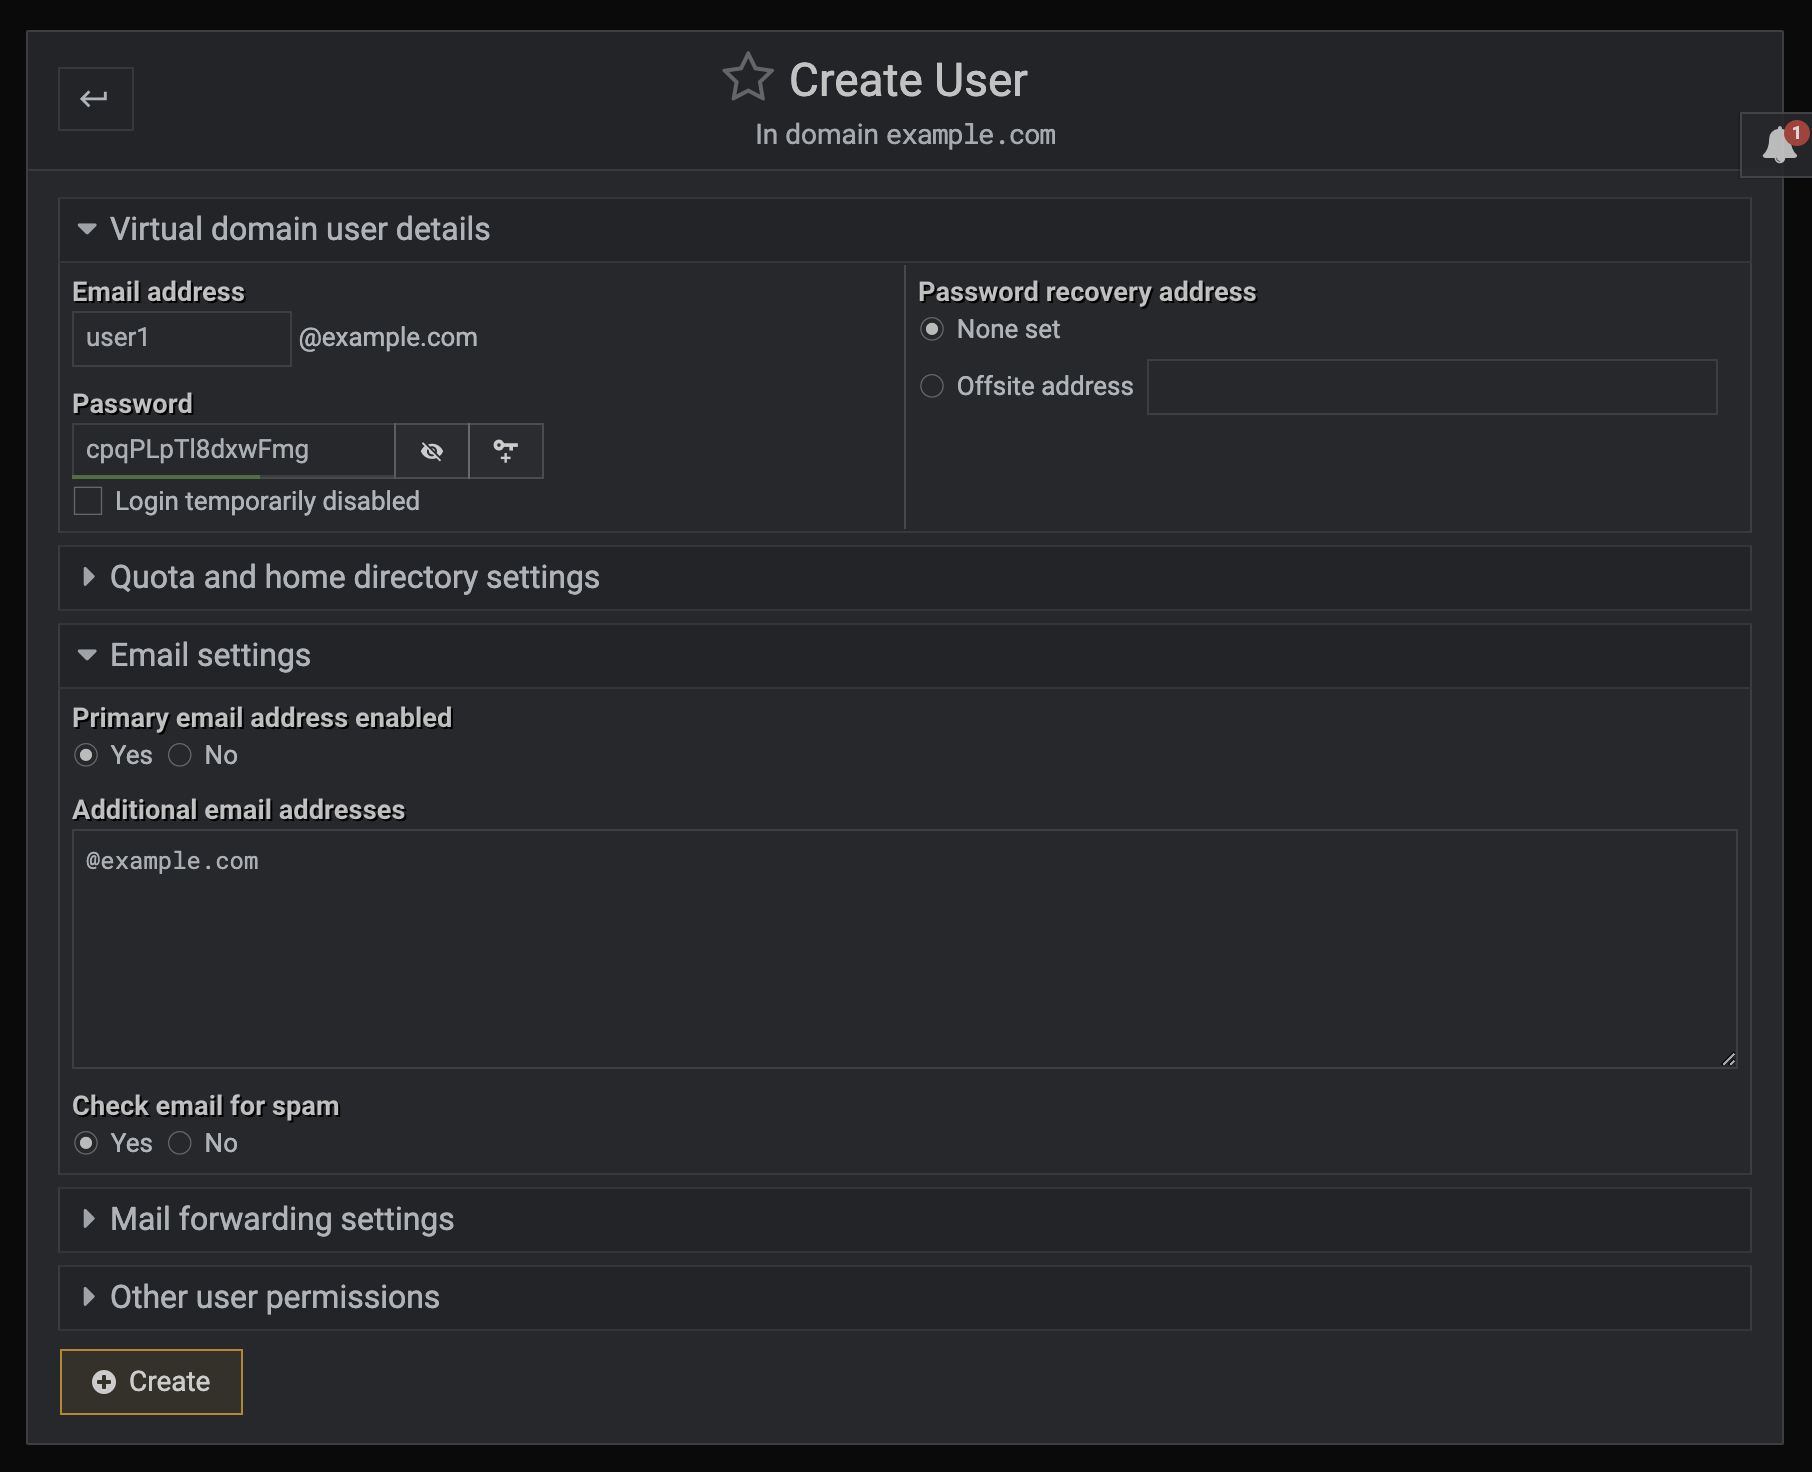 Create User
In domain example.com
1
Virtual domain user details
Email address
user1 @example.com
Password
cpqPLpTl8dxwFmg
Login temporarily disabled
Password recovery address
None set
Offsite address
Quota and home directory settings
Email settings
Primary email address enabled
Yes No
Additional email addresses
@example.com
Check email for spam
Yes No
Mail forwarding settings
Other user permissions
Create